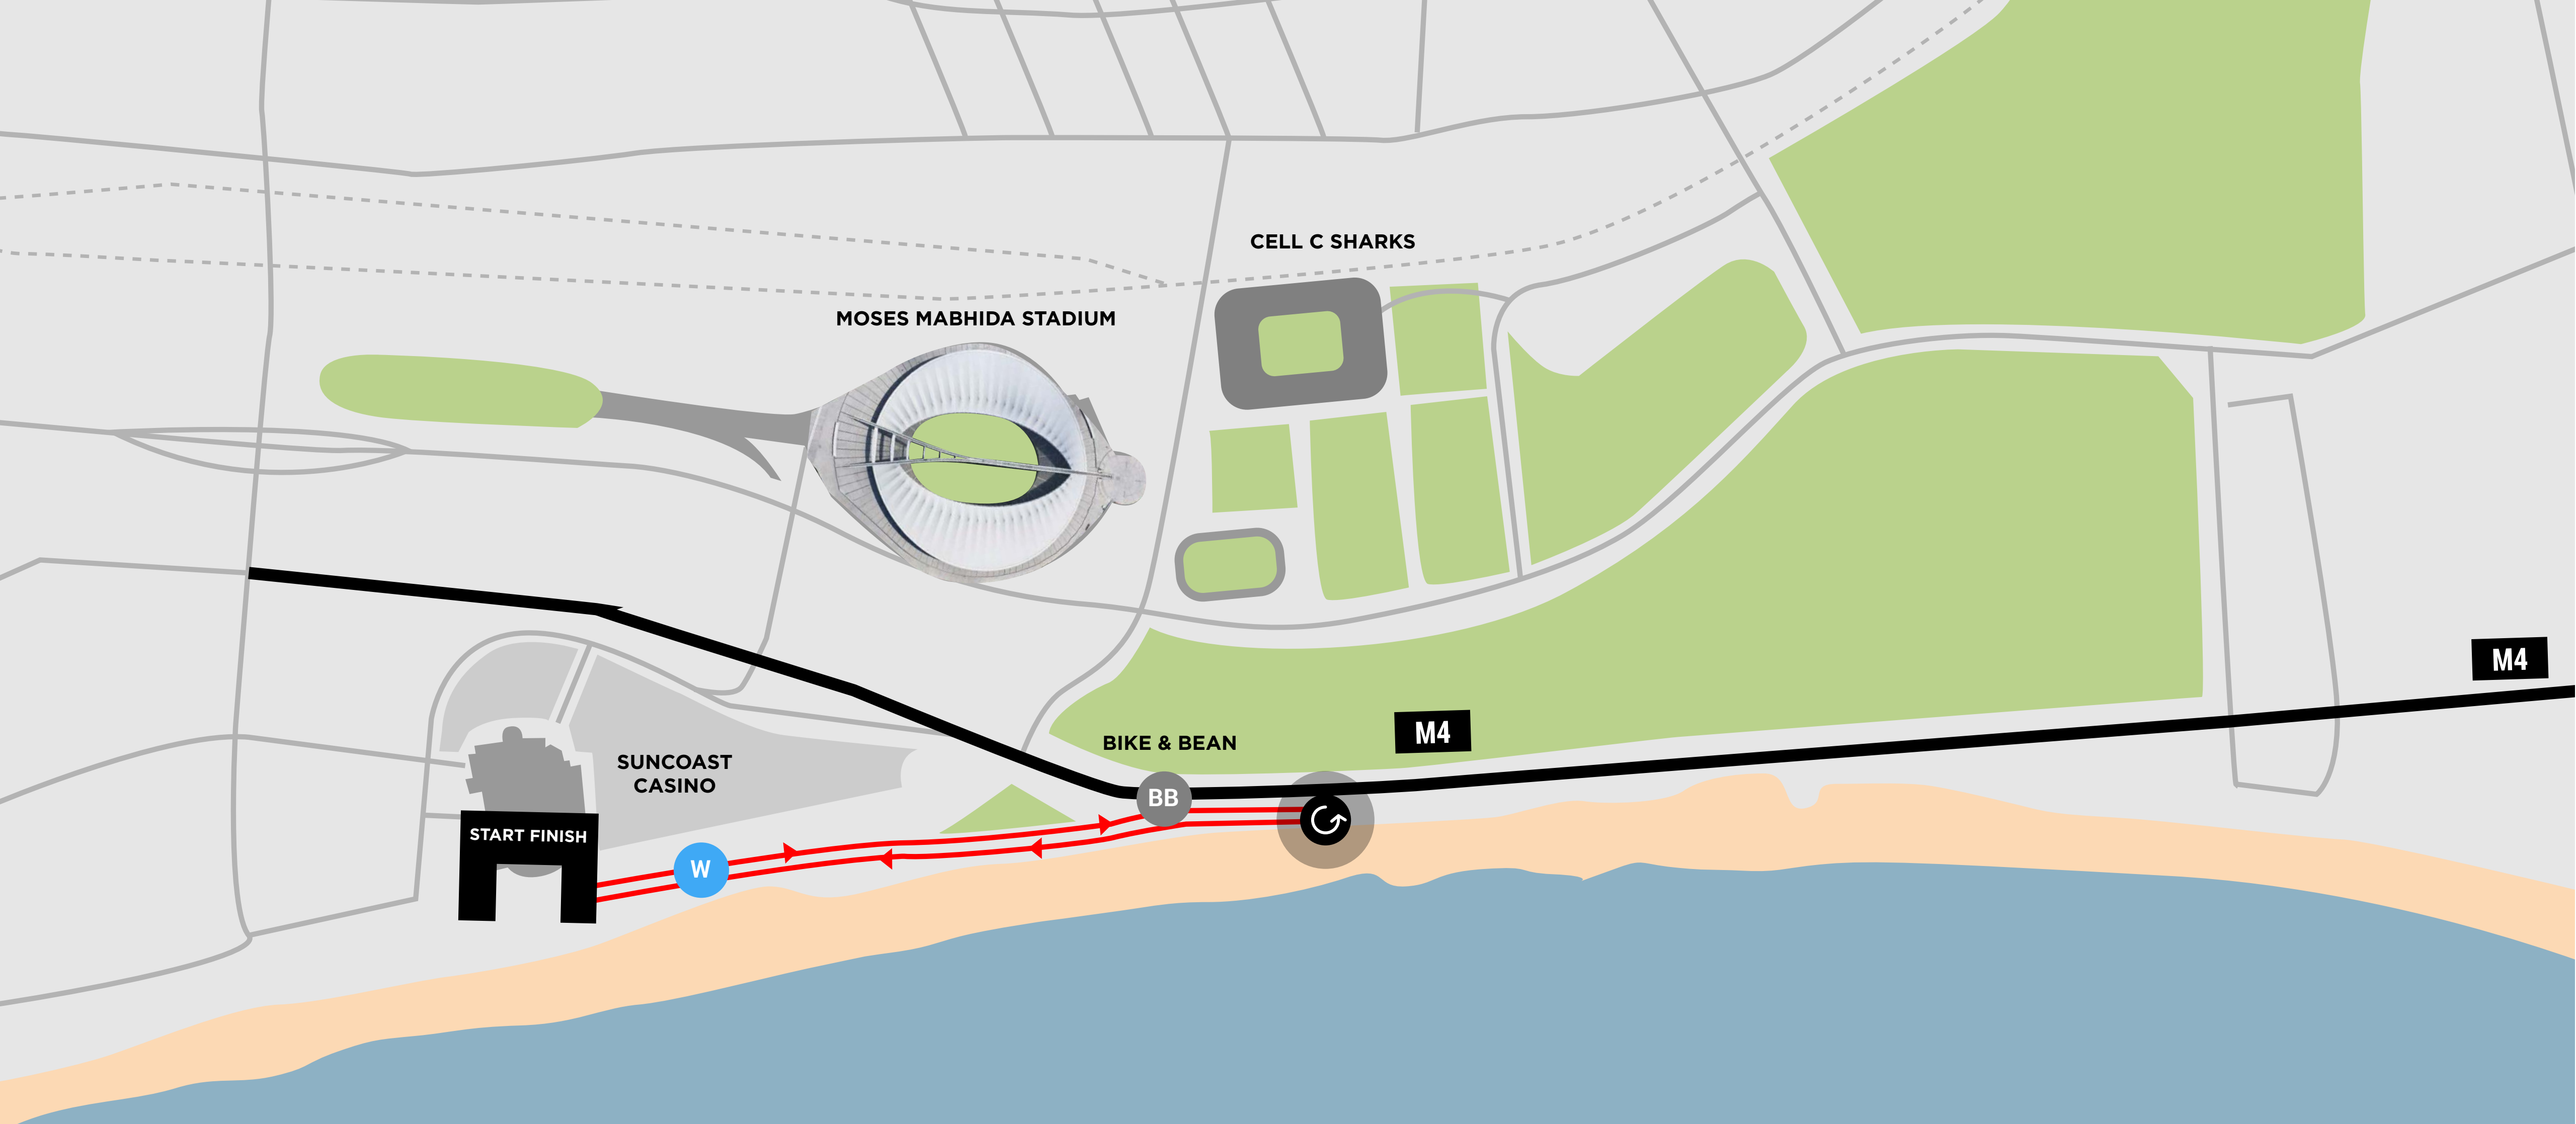 CELL C SHARKS
MOSES MABHIDA STADIUM
M4
M4
BIKE & BEAN
SUNCOAST
CASINO
BB
START FINISH
W